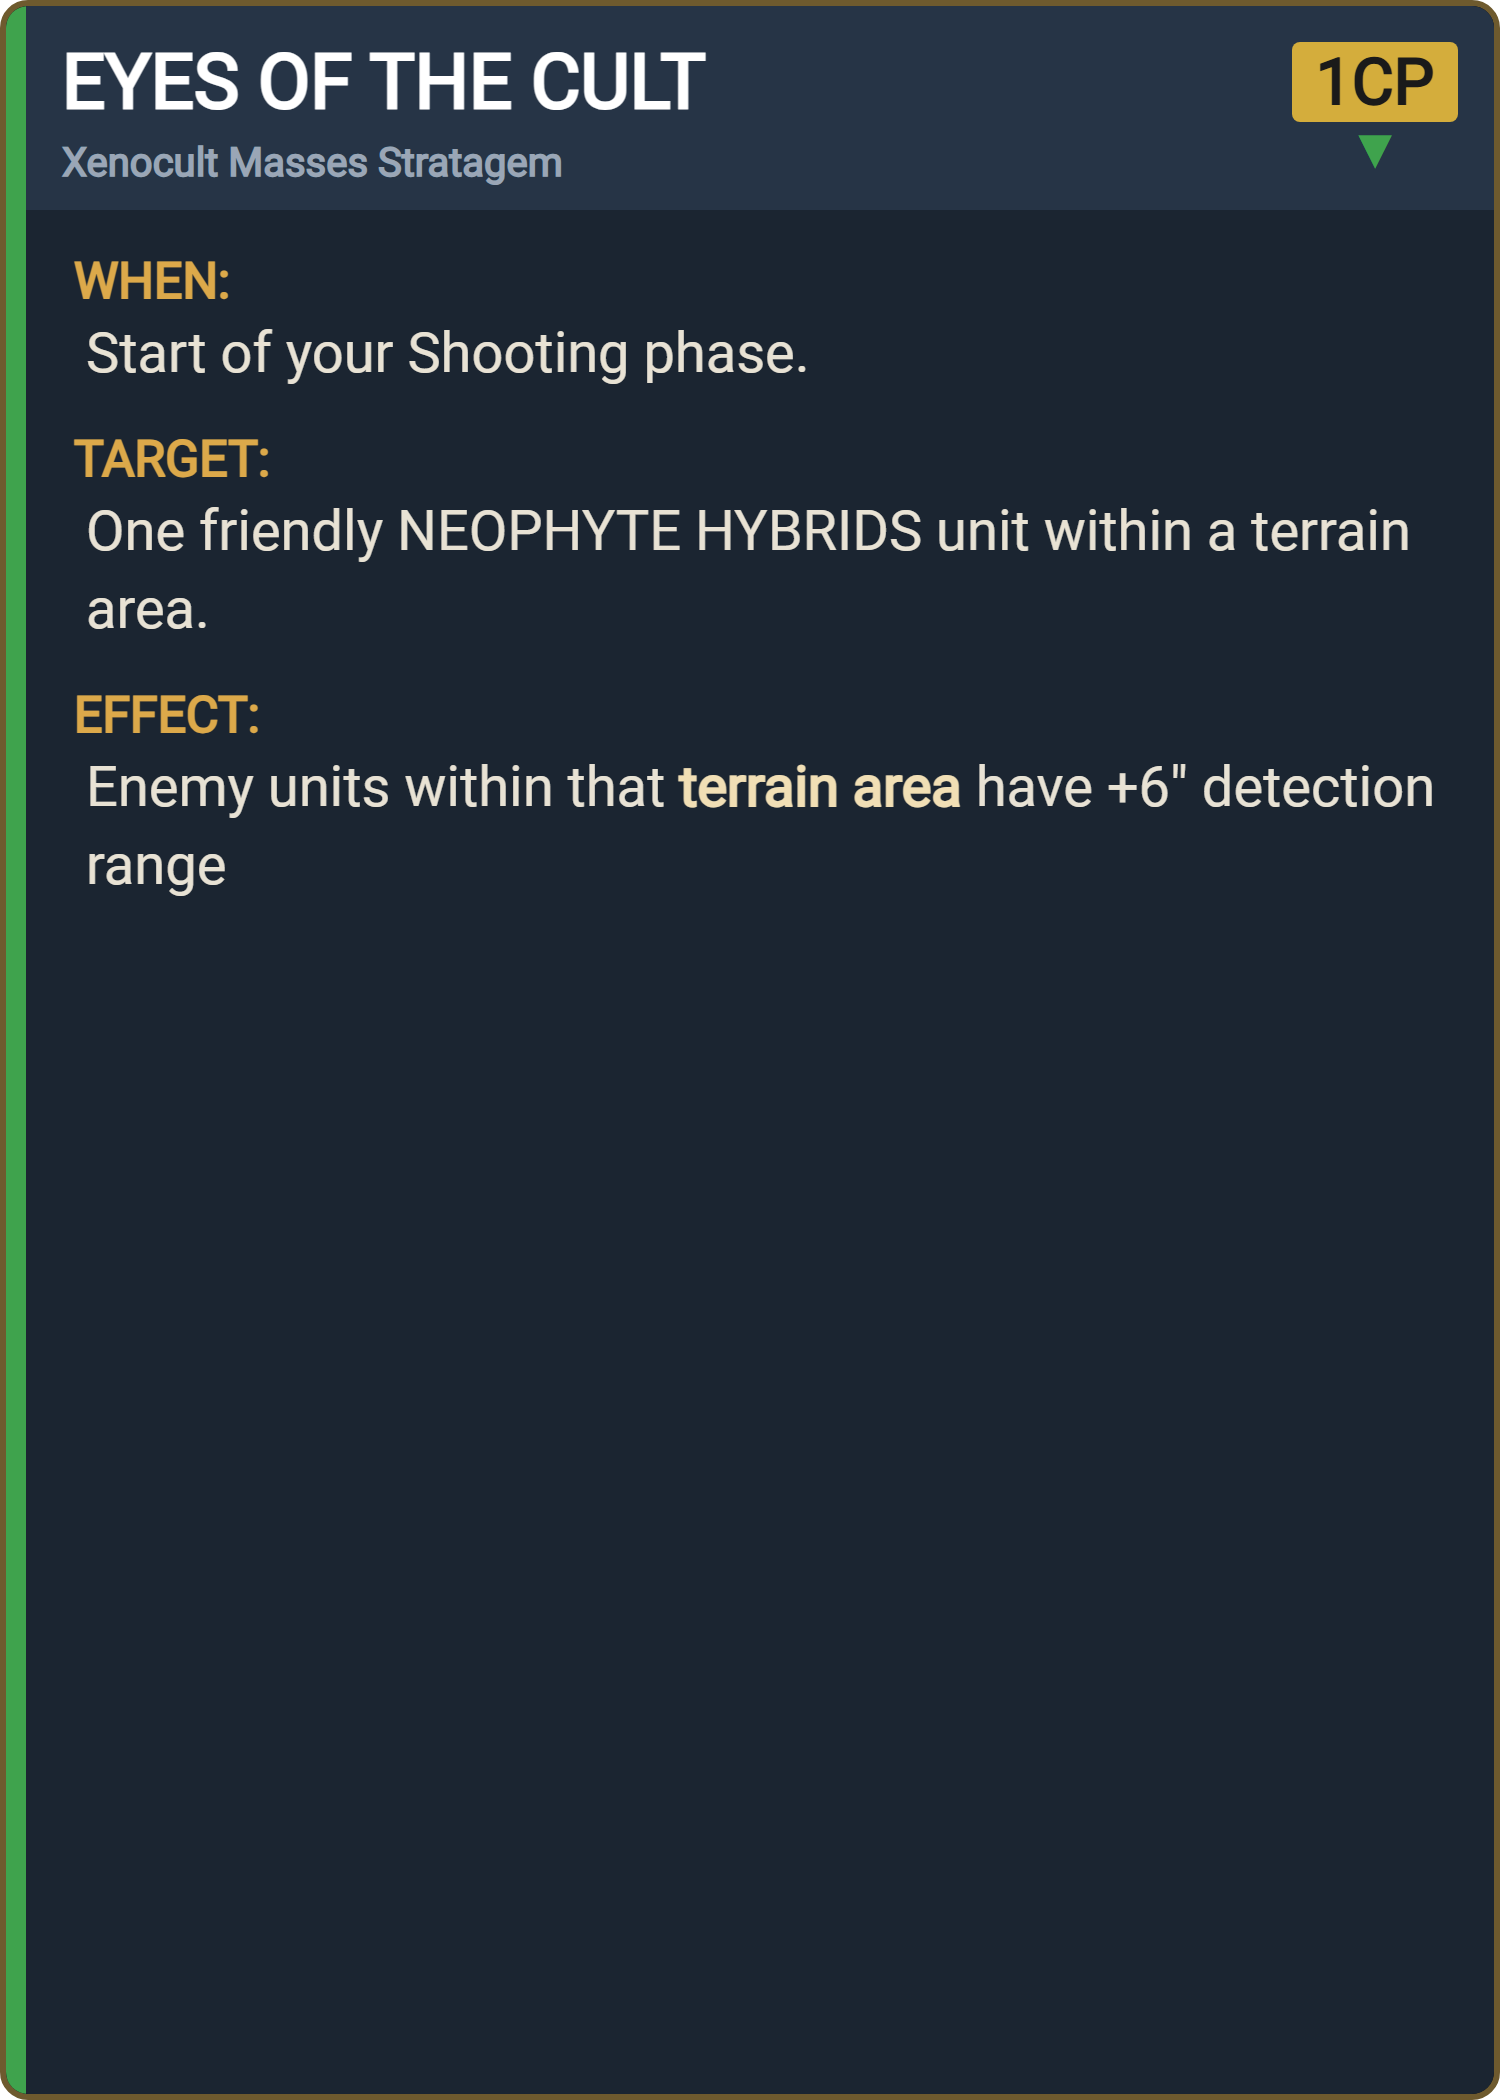 EYES OF THE CULT
1CP
Xenocult Masses Stratagem
WHEN:
Start of your Shooting phase.
TARGET:
One friendly NEOPHYTE HYBRIDS unit within a terrain
area.
EFFECT:
Enemy units within that terrain area have +6" detection
range